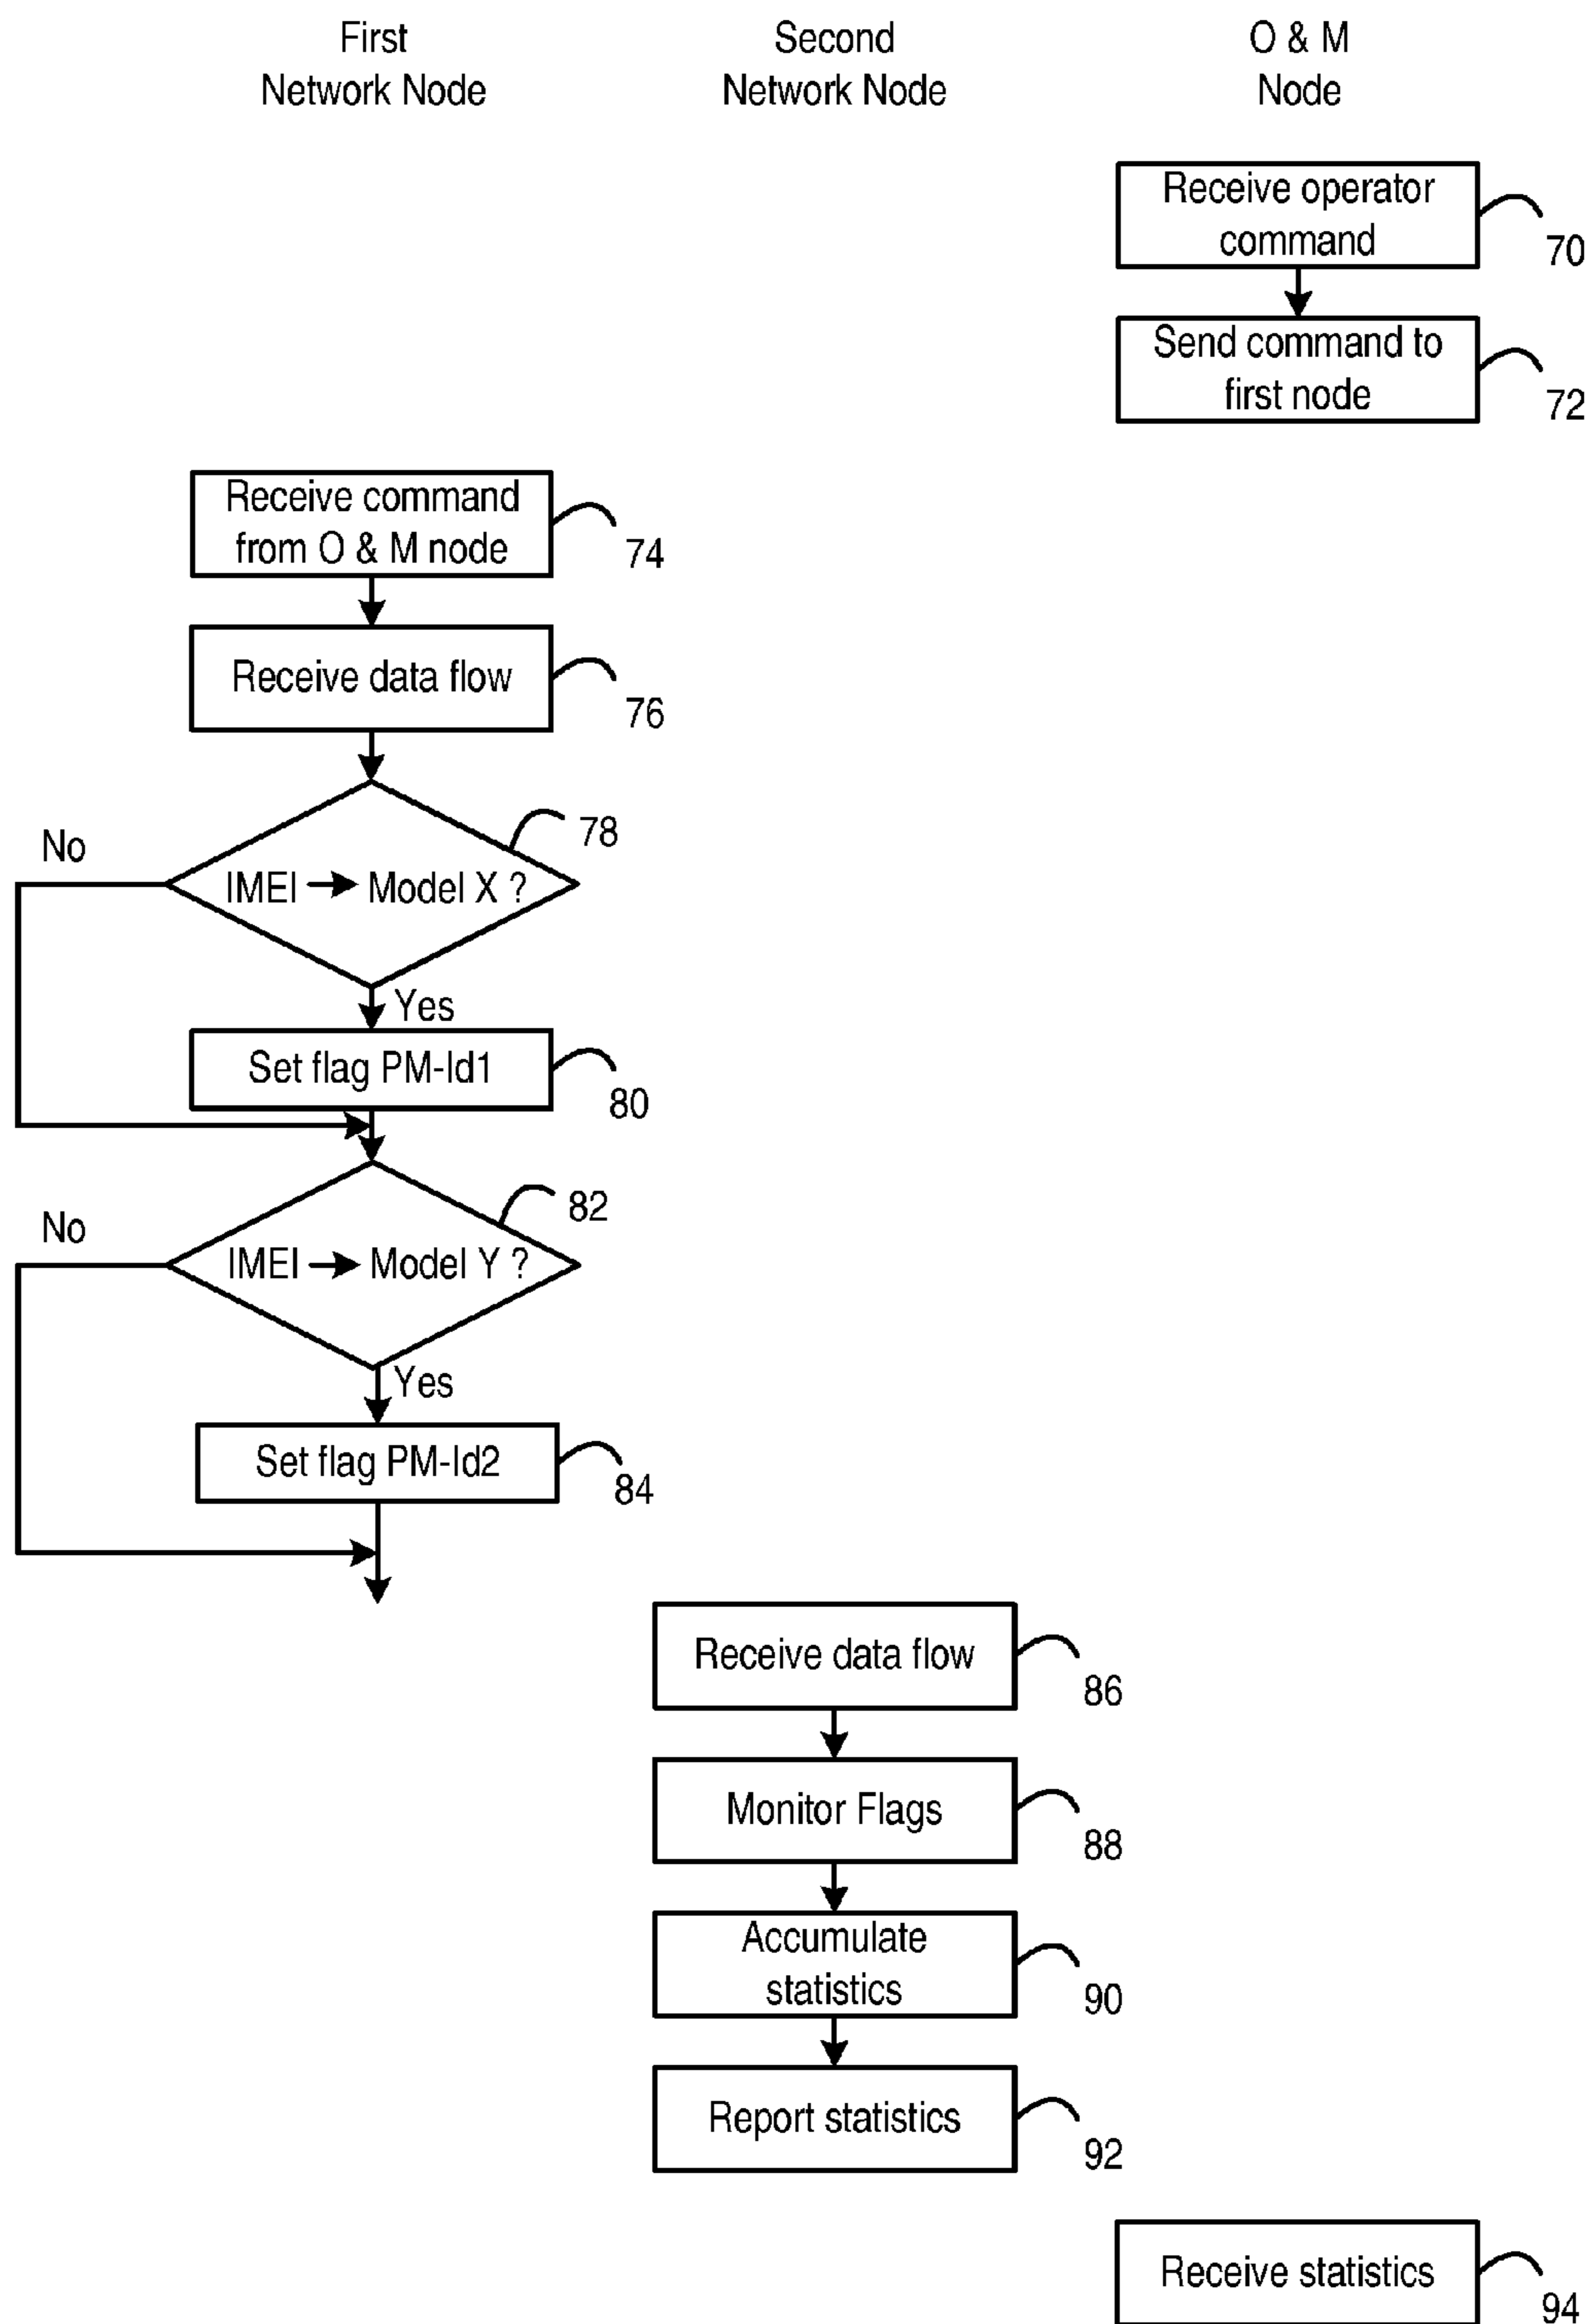 First
Network Node
Second
Network Node
O & M
Node
Receive operator
command
70
Send command to
first node
72
Receive command
from O & M node
74
Receive data flow
76
No
78
IMEI → Model X ?
Yes
Set flag PM-Id1
80
No
82
IMEI → Model Y ?
Yes
Set flag PM-Id2
84
Receive data flow
86
Monitor Flags
88
Accumulate
statistics
90
Report statistics
92
Receive statistics
94